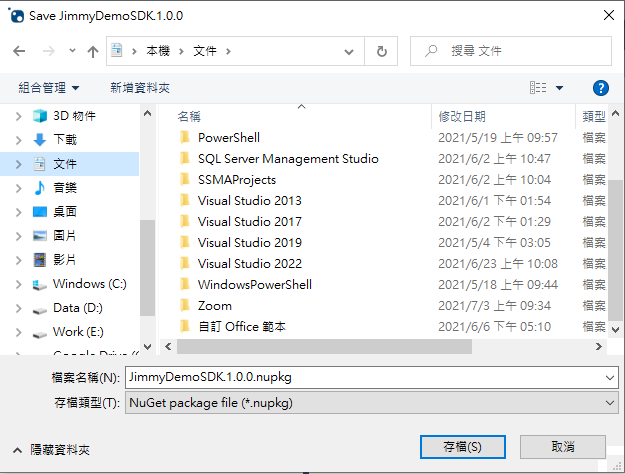 Save JimmyDemoSDK.1.0.0
本機 文件 搜尋 文件
組合管理 新增資料夾
3D 物件
下載
文件
音樂
桌面
圖片
影片
Windows (C:)
Data (D:)
Work (E:)
名稱 修改日期 類型
PowerShell 2021/5/19 上午 09:57 檔案
SQL Server Management Studio 2021/6/2 上午 10:47 檔案
SSMAProjects 2021/6/2 上午 10:04 檔案
Visual Studio 2013 2021/6/1 下午 01:54 檔案
Visual Studio 2017 2021/6/2 下午 01:29 檔案
Visual Studio 2019 2021/5/4 下午 03:05 檔案
Visual Studio 2022 2021/6/23 上午 10:08 檔案
WindowsPowerShell 2021/5/18 上午 09:44 檔案
Zoom 2021/7/3 上午 09:34 檔案
自訂 Office 範本 2021/6/6 下午 05:10 檔案
檔案名稱(N): JimmyDemoSDK.1.0.0.nupkg
存檔類型(T): NuGet package file (*.nupkg)
隱藏資料夾 存檔(S) 取消